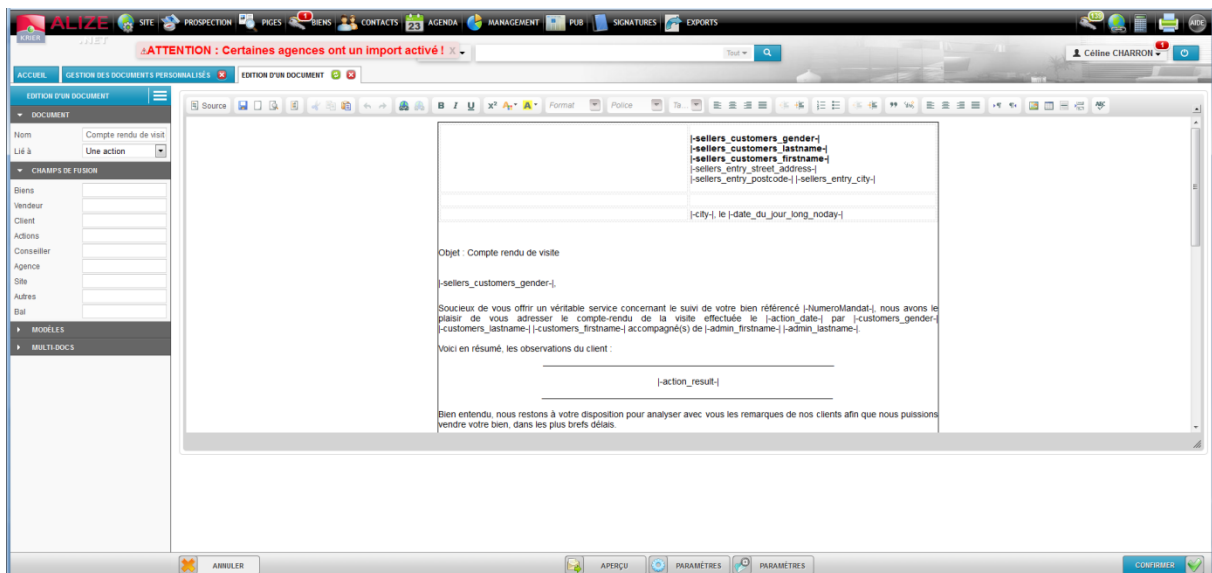 KRIER
ALIZE
.NET
SITE
PROSPECTION
PIGES
1
BIENS
CONTACTS
23
AGENDA
MANAGEMENT
PUB
SIGNATURES
EXPORTS
AIDE
⚠ATTENTION : Certaines agences ont un import activé ! X
Tout
Céline CHARRON
1
ACCUEIL
GESTION DES DOCUMENTS PERSONNALISÉS
EDITION D'UN DOCUMENT
EDITION D'UN DOCUMENT
Source
B I U X²
Format
Police
Ta...
DOCUMENT
Nom Compte rendu de visit
Lié à Une action
CHAMPS DE FUSION
Biens
Vendeur
Client
Actions
Conseiller
Agence
Site
Autres
Bal
MODÈLES
MULTI-DOCS
|-sellers_customers_gender-|
|-sellers_customers_lastname-|
|-sellers_customers_firstname-|
|-sellers_entry_street_address-|
|-sellers_entry_postcode-| |-sellers_entry_city-|
|-city-|, le |-date_du_jour_long_noday-|
Objet : Compte rendu de visite
|-sellers_customers_gender-|,
Soucieux de vous offrir un véritable service concernant le suivi de votre bien référencé |-NumeroMandat-|, nous avons le
plaisir de vous adresser le compte-rendu de la visite effectuée le |-action_date-| par |-customers_gender-|
|-customers_lastname-| |-customers_firstname-| accompagné(s) de |-admin_firstname-| |-admin_lastname-|.
Voici en résumé, les observations du client :
|-action_result-|
Bien entendu, nous restons à votre disposition pour analyser avec vous les remarques de nos clients afin que nous puissions
vendre votre bien, dans les plus brefs délais.
ANNULER
APERÇU
PARAMÈTRES
PARAMÈTRES
CONFIRMER